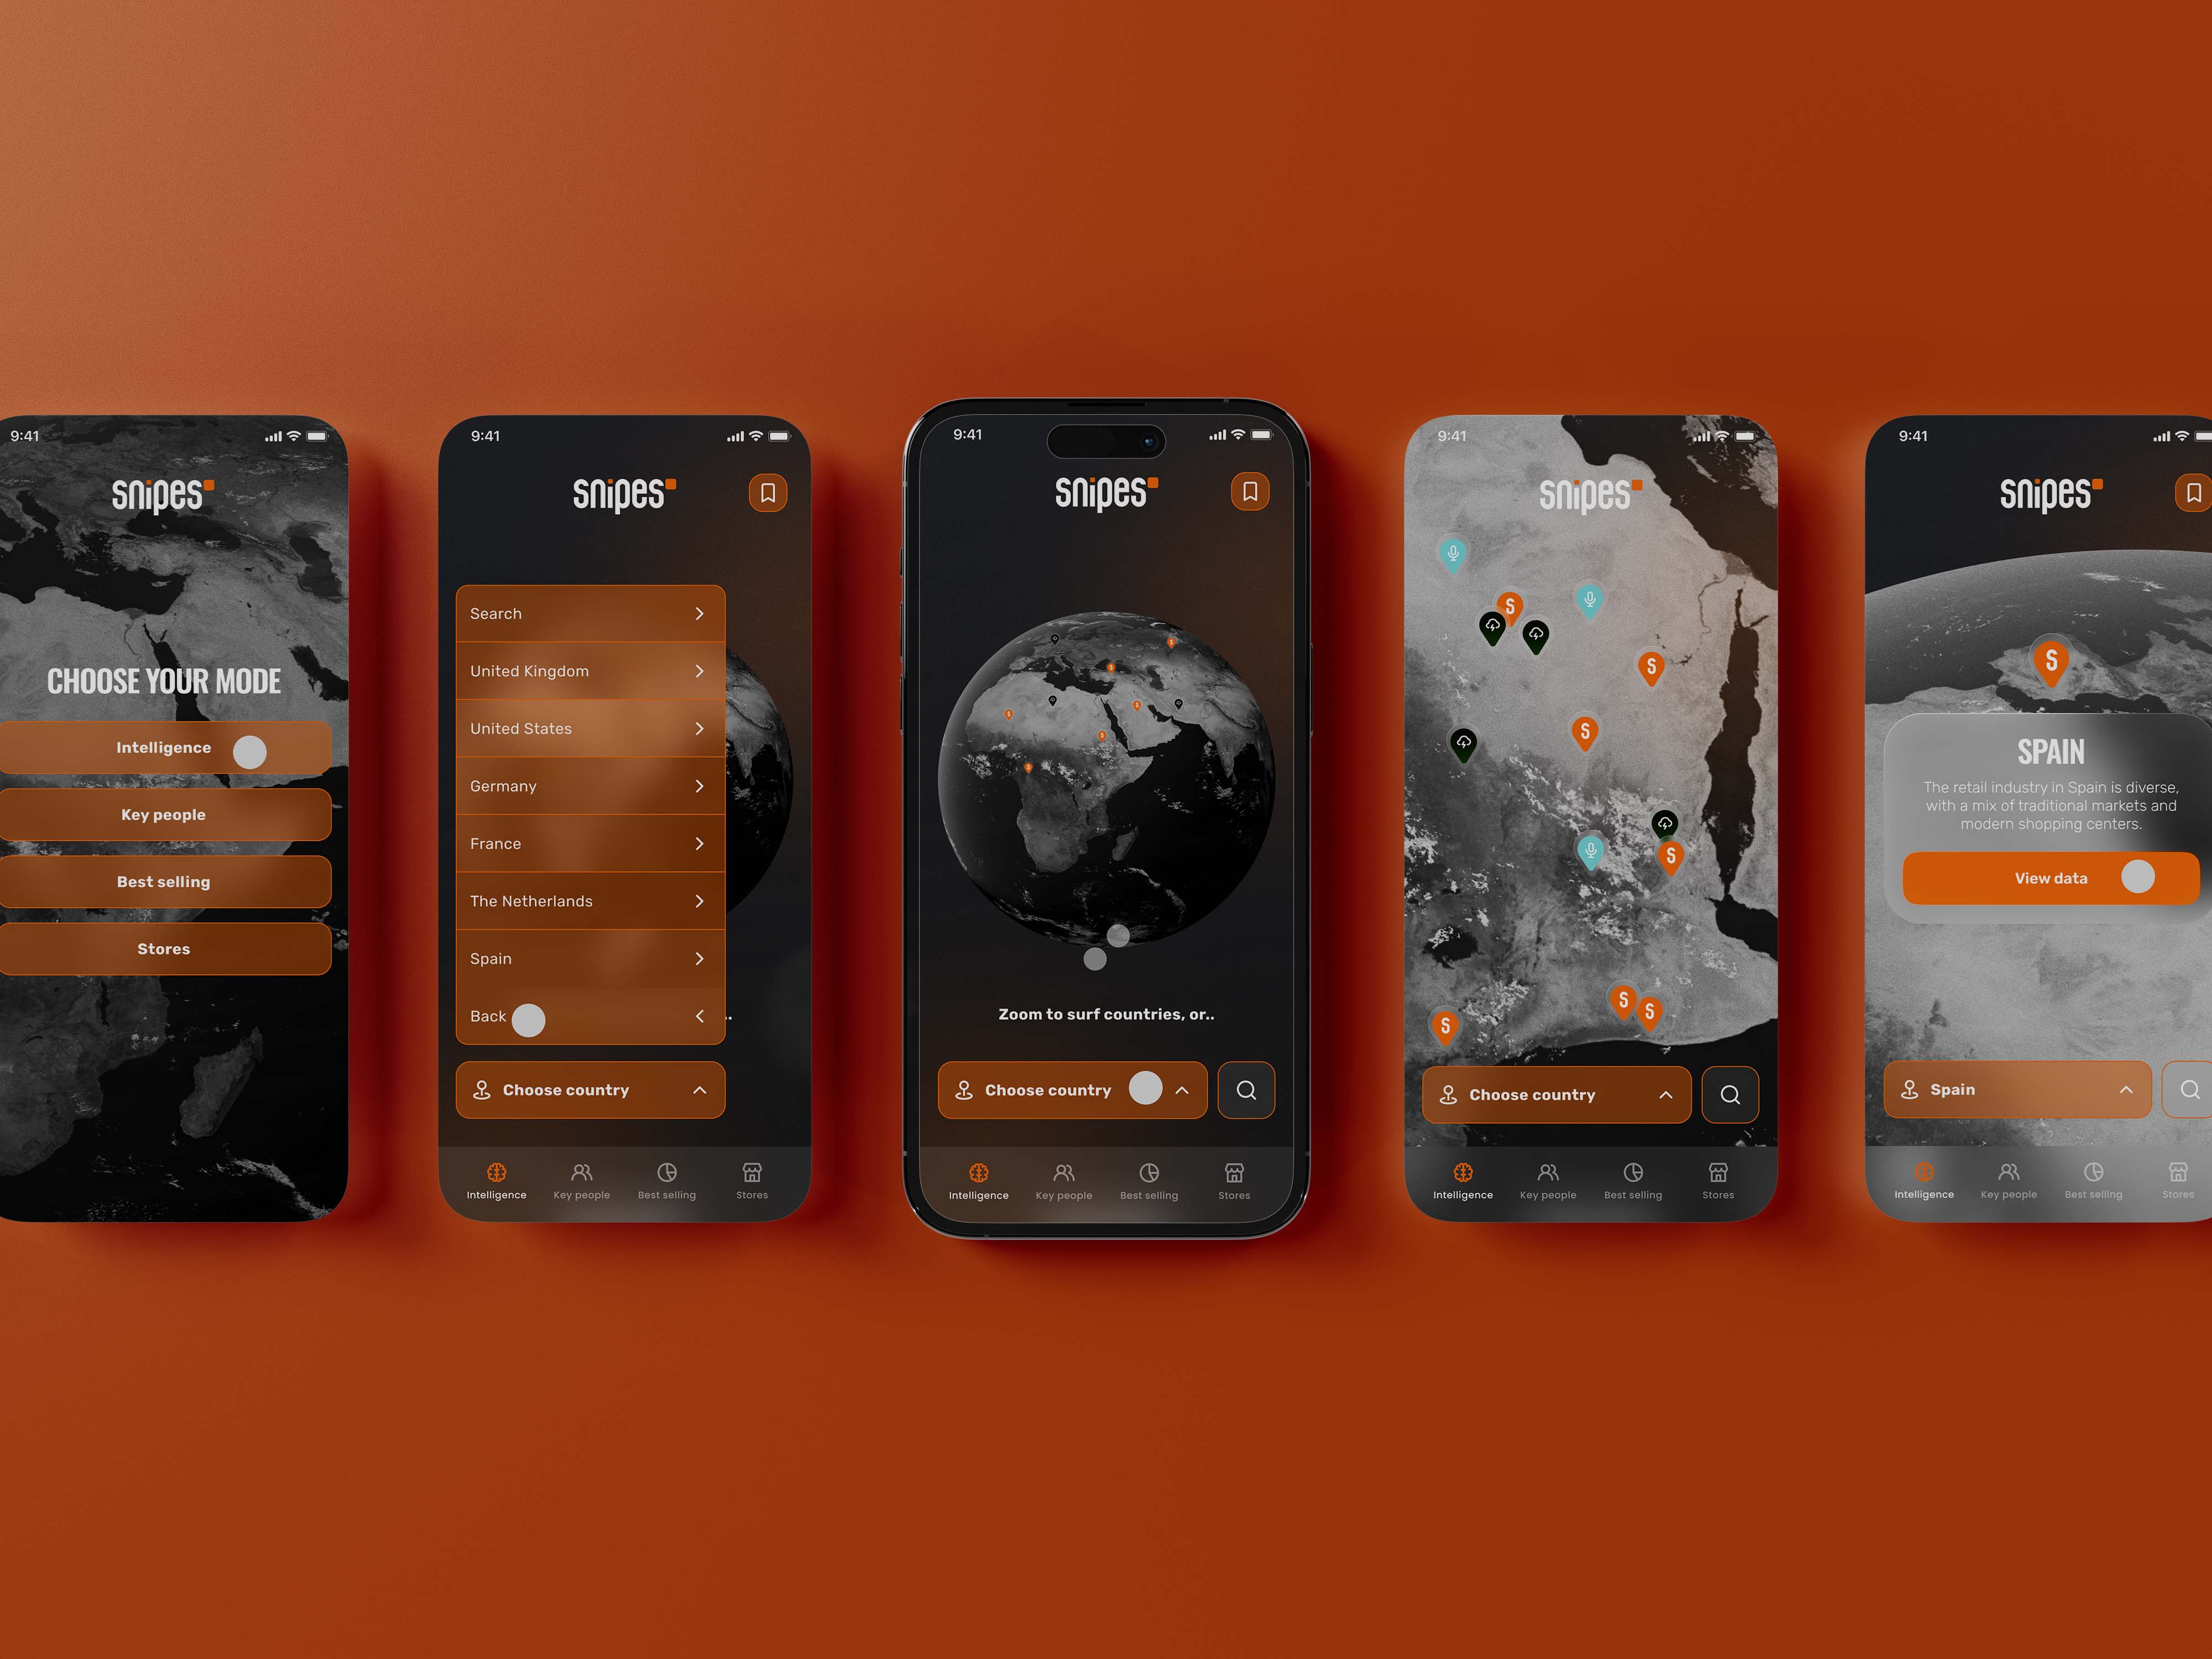 9:41
snipes
CHOOSE YOUR MODE
Intelligence
Key people
Best selling
Stores
9:41
snipes
Search
United Kingdom
United States
Germany
France
The Netherlands
Spain
Back
..
Choose country
Intelligence
Key people
Best selling
Stores
9:41
snipes
Zoom to surf countries, or..
Choose country
Intelligence
Key people
Best selling
Stores
9:41
snipes
S
S
S
S
S
S
S
Choose country
Intelligence
Key people
Best selling
Stores
9:41
snipes
S
SPAIN
The retail industry in Spain is diverse,
with a mix of traditional markets and
modern shopping centers.
View data
Spain
Intelligence
Key people
Best selling
Stores